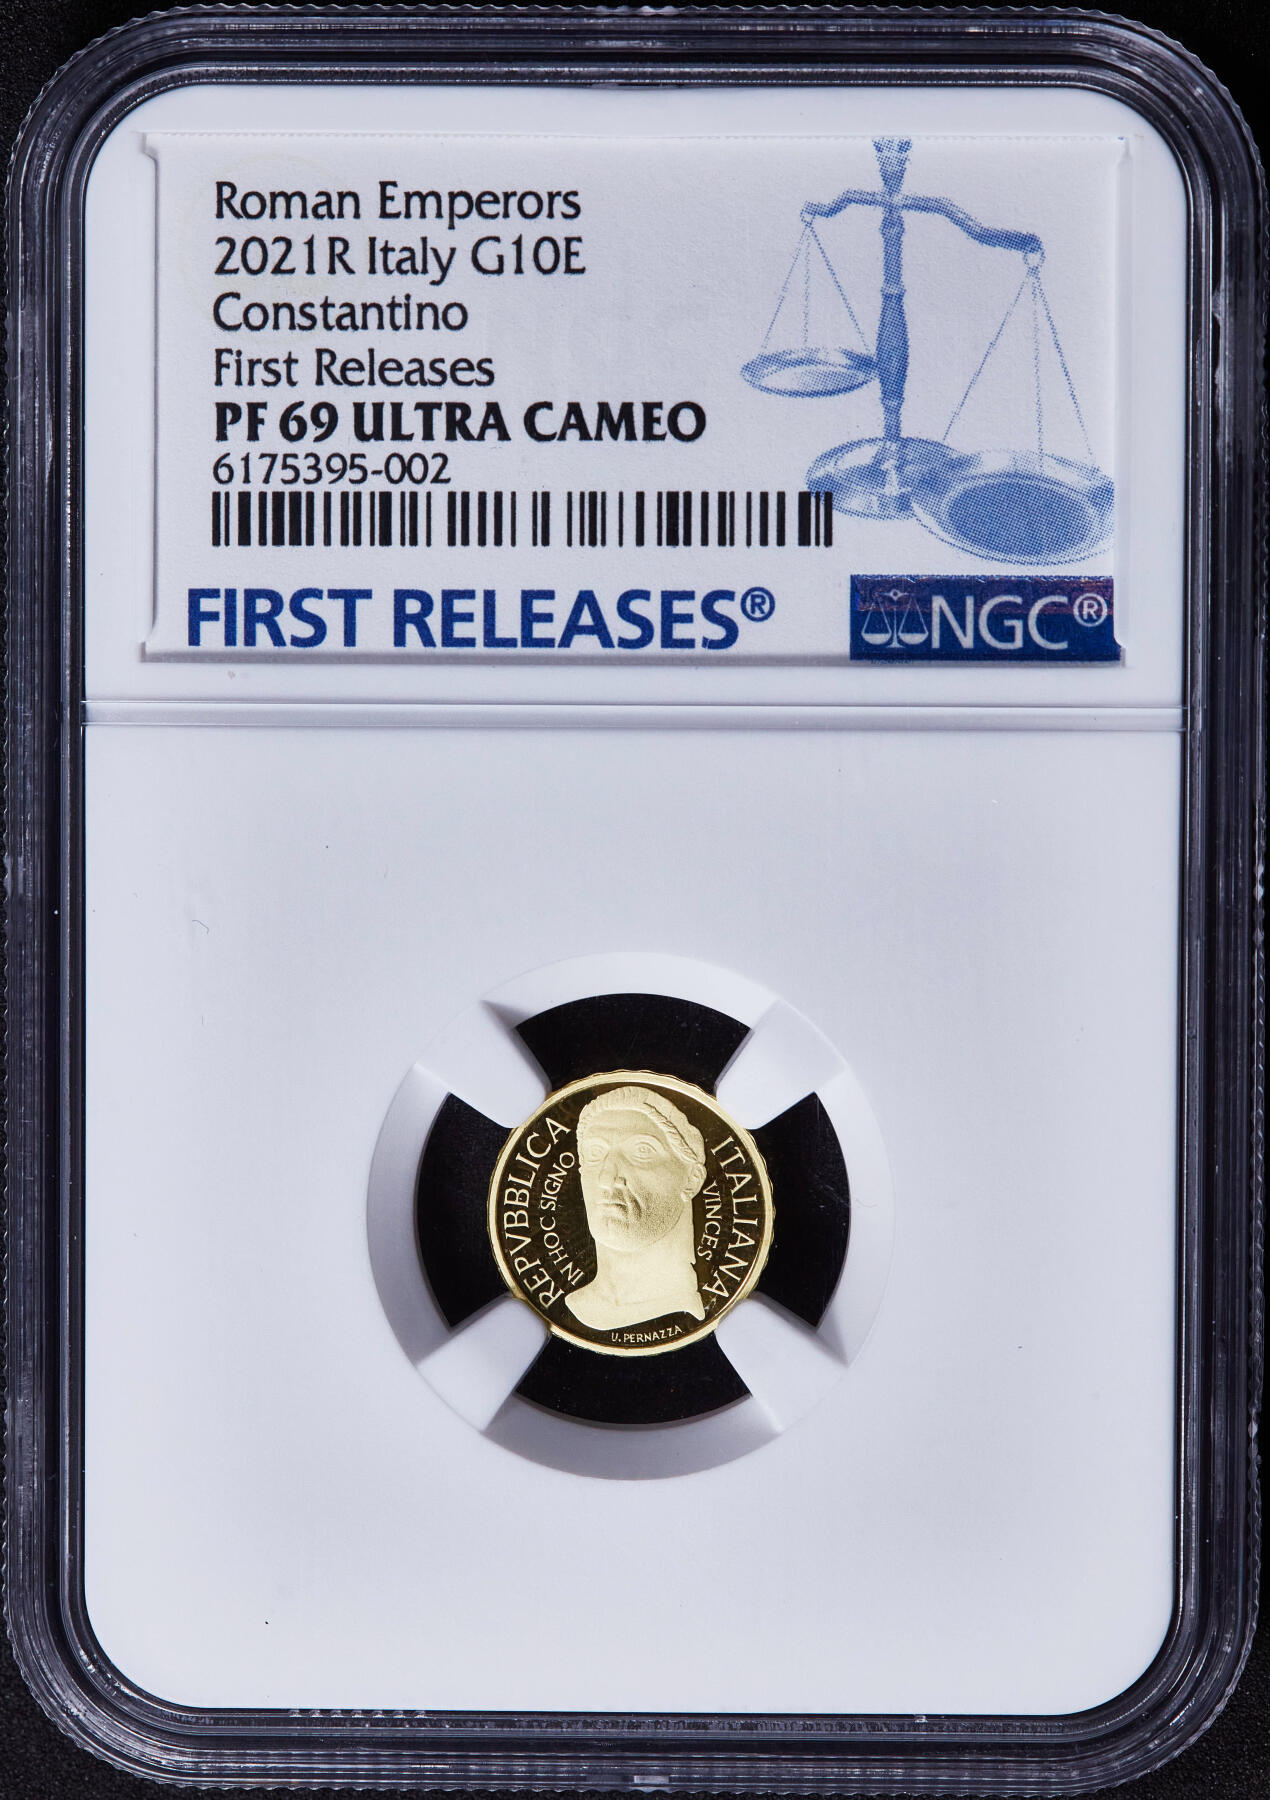 Roman Emperors
2021R Italy G10E
Constantino
First Releases
PF 69 ULTRA CAMEO
6175395-002
FIRST RELEASES®
NGC®
REPVBBLICA
ITALIANA
IN HOC SIGNO
VINCES
U. PERNAZZA